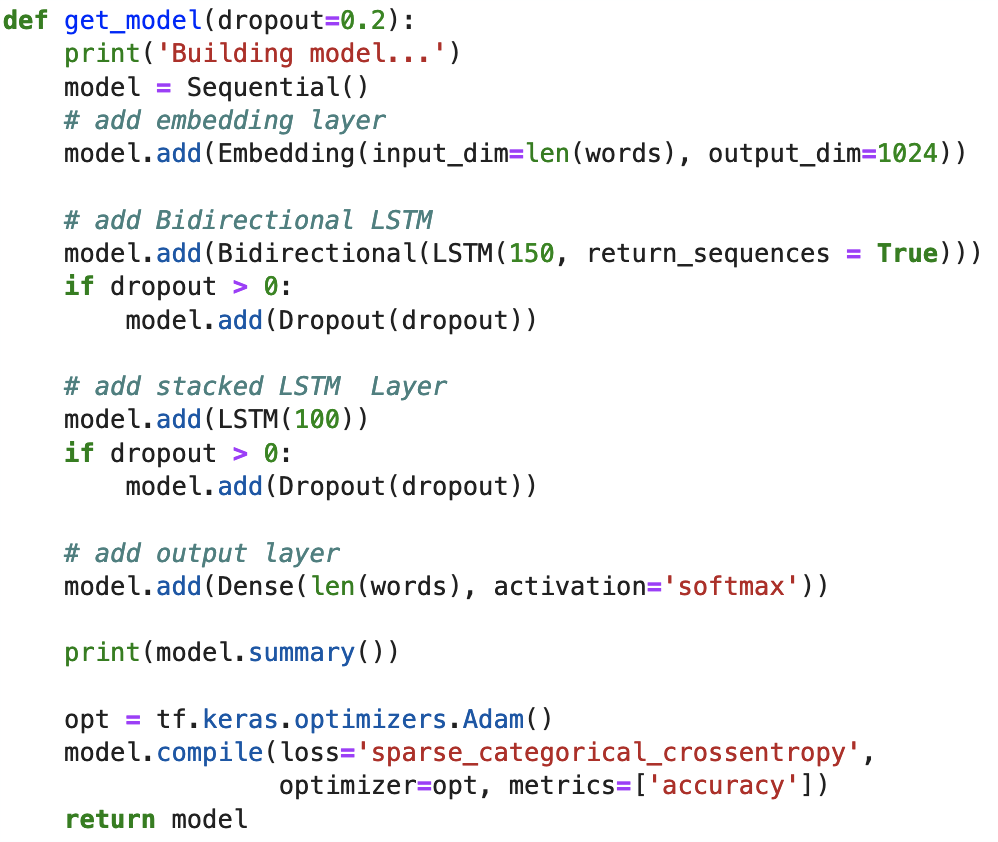 def get_model(dropout=0.2):
    print('Building model...')
    model = Sequential()
    # add embedding layer
    model.add(Embedding(input_dim=len(words), output_dim=1024))

    # add Bidirectional LSTM
    model.add(Bidirectional(LSTM(150, return_sequences = True)))
    if dropout > 0:
        model.add(Dropout(dropout))

    # add stacked LSTM  Layer
    model.add(LSTM(100))
    if dropout > 0:
        model.add(Dropout(dropout))

    # add output layer
    model.add(Dense(len(words), activation='softmax'))

    print(model.summary())

    opt = tf.keras.optimizers.Adam()
    model.compile(loss='sparse_categorical_crossentropy',
                  optimizer=opt, metrics=['accuracy'])
    return model